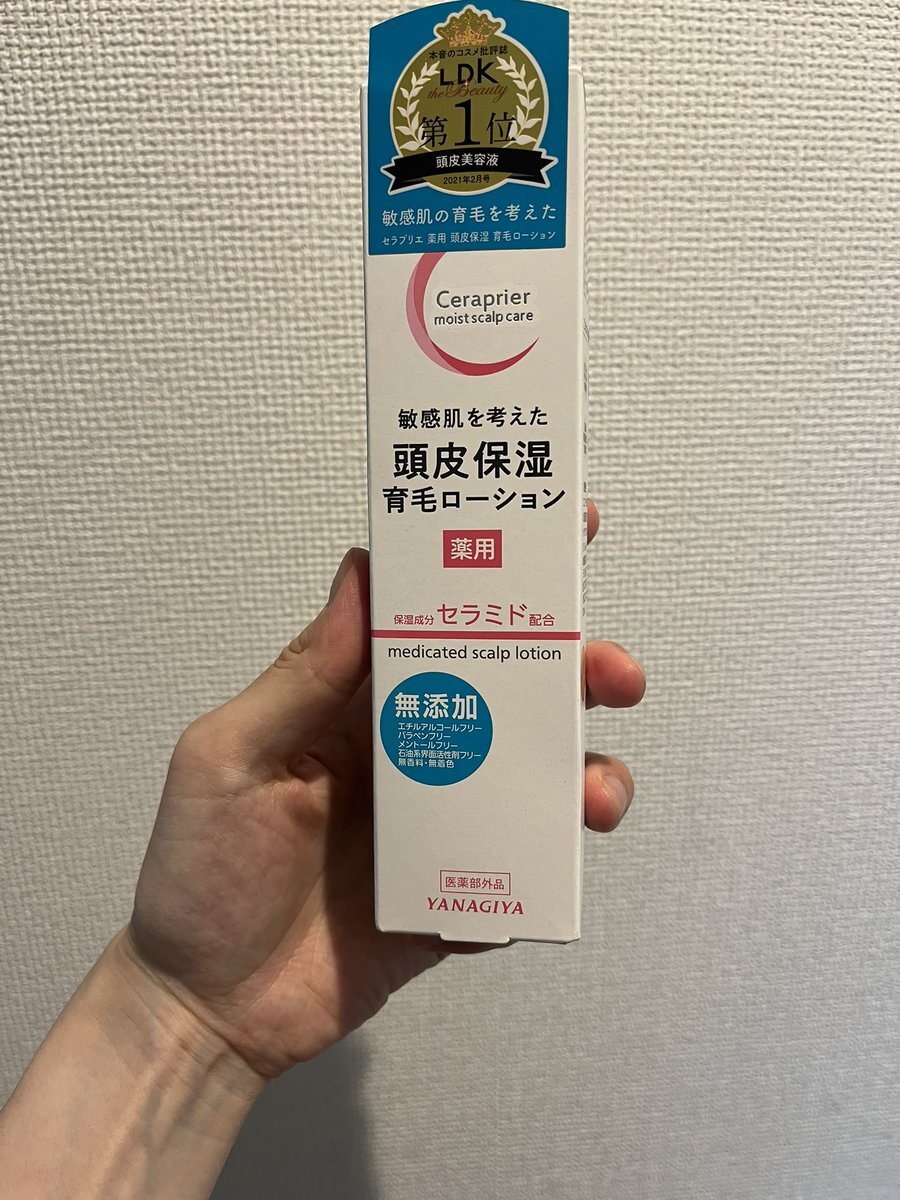 本音のコスメ批評誌
LDK
the Beauty
第1位
頭皮美容液
2021年2月号
敏感肌の育毛を考えた
セラプリエ 薬用 頭皮保湿 育毛ローション
Ceraprier
moist scalp care
敏感肌を考えた
頭皮保湿
育毛ローション
薬用
保湿成分 セラミド 配合
medicated scalp lotion
無添加
エチルアルコールフリー
パラベンフリー
メントールフリー
石油系界面活性剤フリー
無香料・無着色
医薬部外品
YANAGIYA